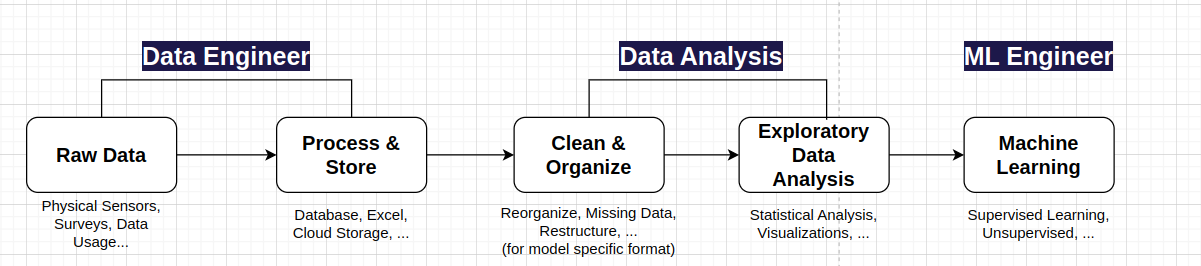 Data Engineer
Data Analysis
ML Engineer
Raw Data
Process &
Store
Clean &
Organize
Exploratory
Data
Analysis
Machine
Learning
Physical Sensors,
Surveys, Data
Usage...
Database, Excel,
Cloud Storage, ...
Reorganize, Missing Data,
Restructure, ...
(for model specific format)
Statistical Analysis,
Visualizations, ...
Supervised Learning,
Unsupervised, ...